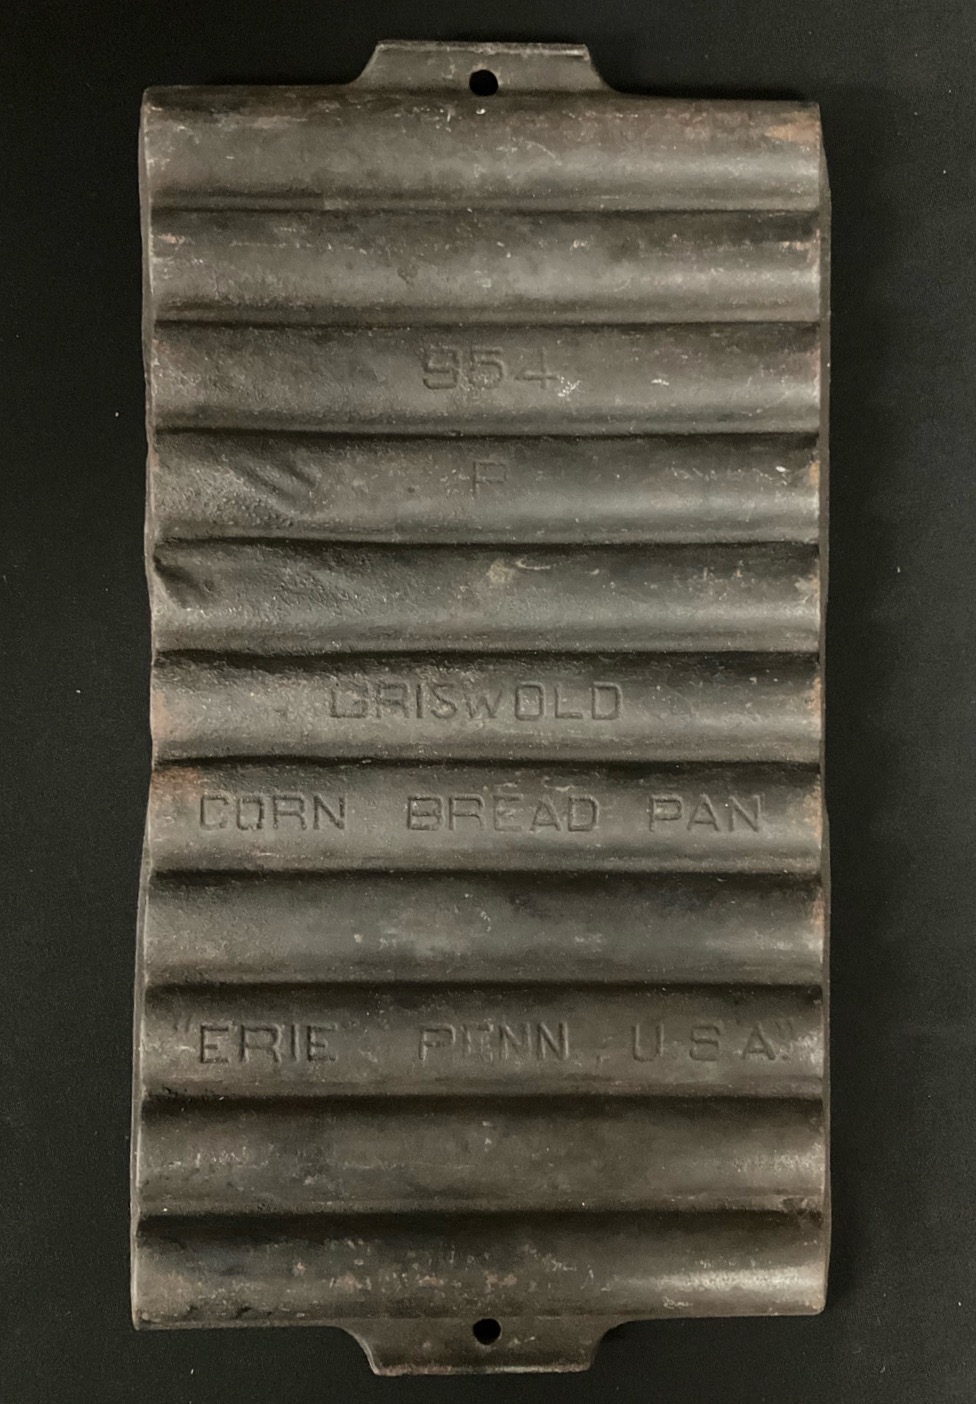 954
P
GRISWOLD
CORN BREAD PAN
"ERIE PENN. U.S.A."